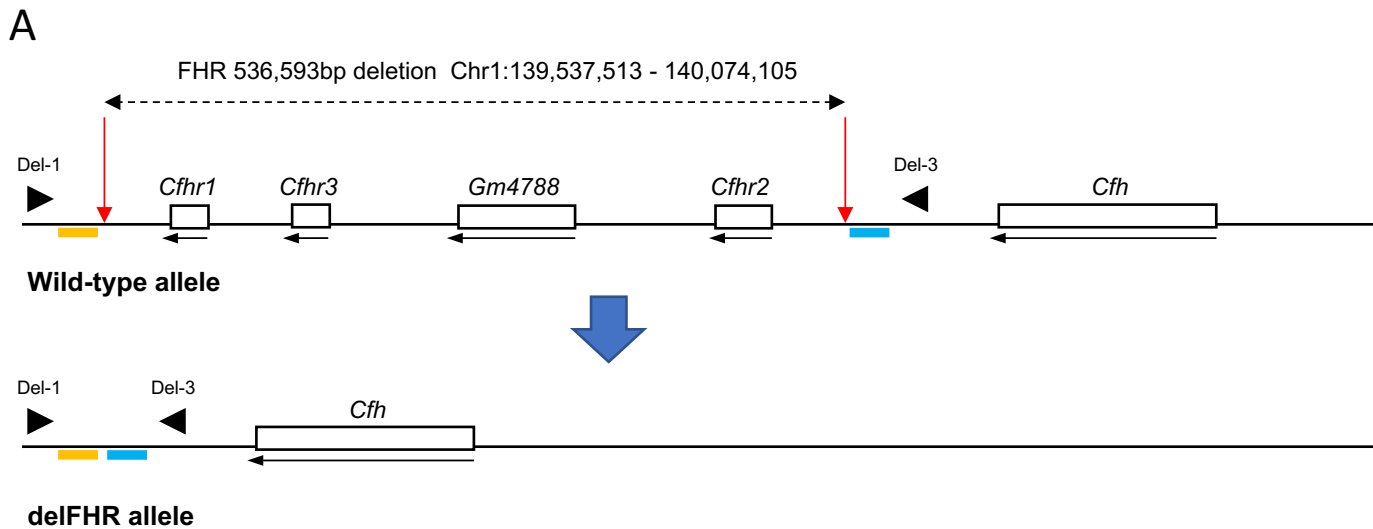 A
FHR 536,593bp deletion Chr1:139,537,513 - 140,074,105
Del-1
Del-3
Cfhr1
Cfhr3
Gm4788
Cfhr2
Cfh
Wild-type allele
Del-1
Del-3
Cfh
delFHR allele